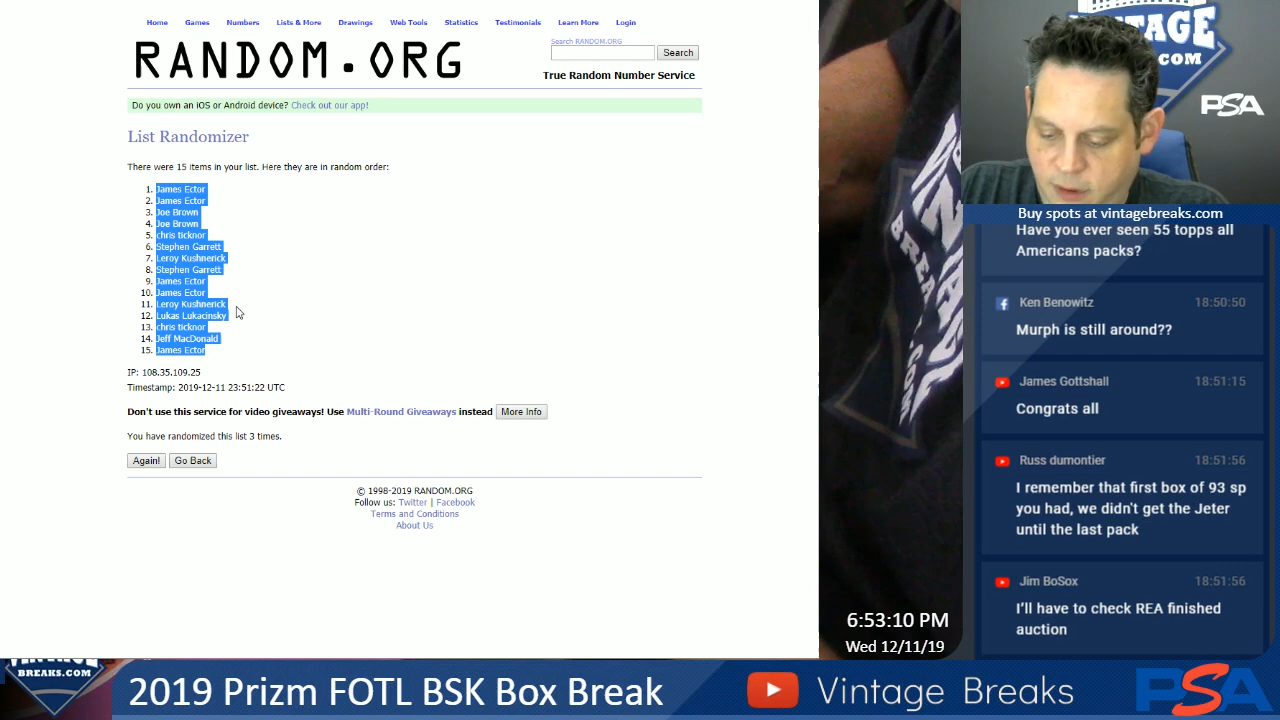 Home Games Numbers Lists & More Drawings Web Tools Statistics Testimonials Learn More Login
RANDOM.ORG
Search RANDOM.ORG
Search
True Random Number Service
Do you own an iOS or Android device? Check out our app!
List Randomizer
There were 15 items in your list. Here they are in random order:
1. James Ector
2. James Ector
3. Joe Brown
4. Joe Brown
5. chris ticknor
6. Stephen Garrett
7. Leroy Kushnerick
8. Stephen Garrett
9. James Ector
10. James Ector
11. Leroy Kushnerick
12. Lukas Lukacinsky
13. chris ticknor
14. Jeff MacDonald
15. James Ector
IP: 108.35.109.25
Timestamp: 2019-12-11 23:51:22 UTC
Don't use this service for video giveaways! Use Multi-Round Giveaways instead More Info
You have randomized this list 3 times.
Again! Go Back
© 1998-2019 RANDOM.ORG
Follow us: Twitter | Facebook
Terms and Conditions
About Us
VINTAGE
.COM
PSA
Buy spots at vintagebreaks.com
Have you ever seen 55 topps all
Americans packs?
Ken Benowitz 18:50:50
Murph is still around??
James Gottshall 18:51:15
Congrats all
Russ dumontier 18:51:56
I remember that first box of 93 sp
you had, we didn't get the Jeter
until the last pack
Jim BoSox 18:51:56
I'll have to check REA finished
auction
6:53:10 PM
Wed 12/11/19
VINTAGE
BREAKS.COM
2019 Prizm FOTL BSK Box Break
Vintage Breaks
PSA